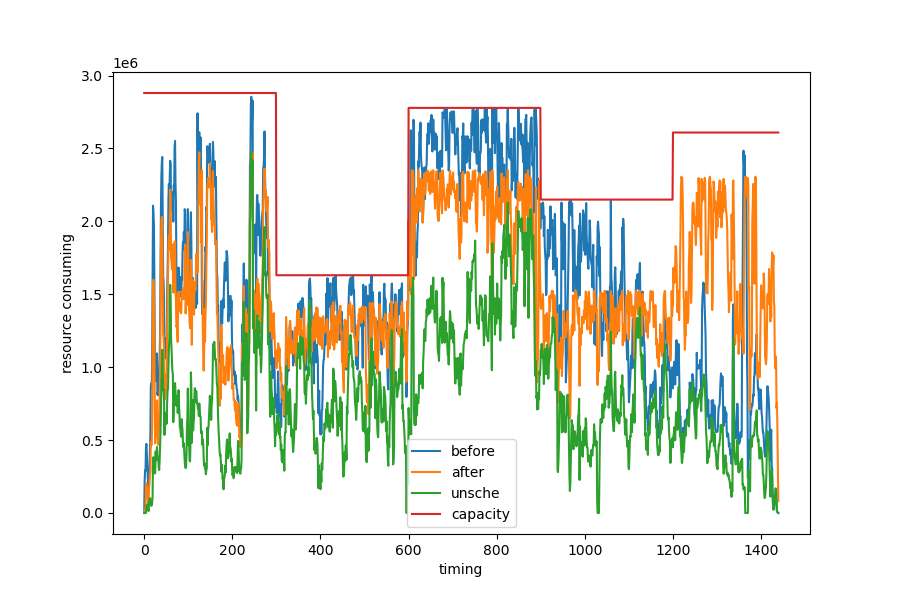 1e6
3.0
2.5
2.0
1.5
1.0
0.5
0.0
resource consuming
before
after
unsche
capacity
0 200 400 600 800 1000 1200 1400
timing